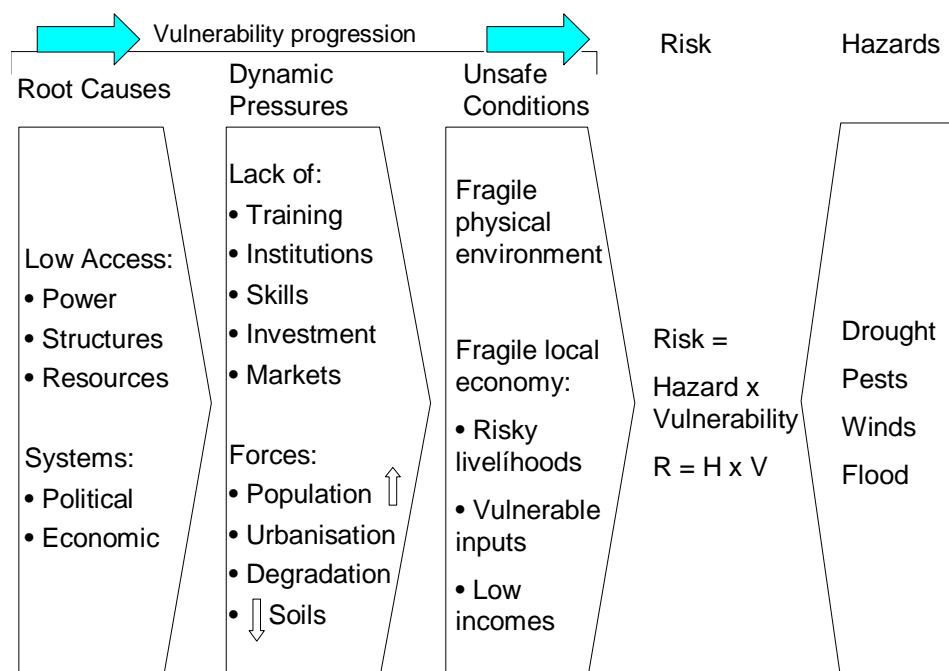 Vulnerability progression
Risk
Hazards
Root Causes
Dynamic
Pressures
Unsafe
Conditions
Low Access:
• Power
• Structures
• Resources
Systems:
• Political
• Economic
Lack of:
• Training
• Institutions
• Skills
• Investment
• Markets
Forces:
• Population
• Urbanisation
• Degradation
• Soils
Fragile
physical
environment
Fragile local
economy:
• Risky
livelíhoods
• Vulnerable
inputs
• Low
incomes
Risk =
Hazard x
Vulnerability
R = H x V
Drought
Pests
Winds
Flood